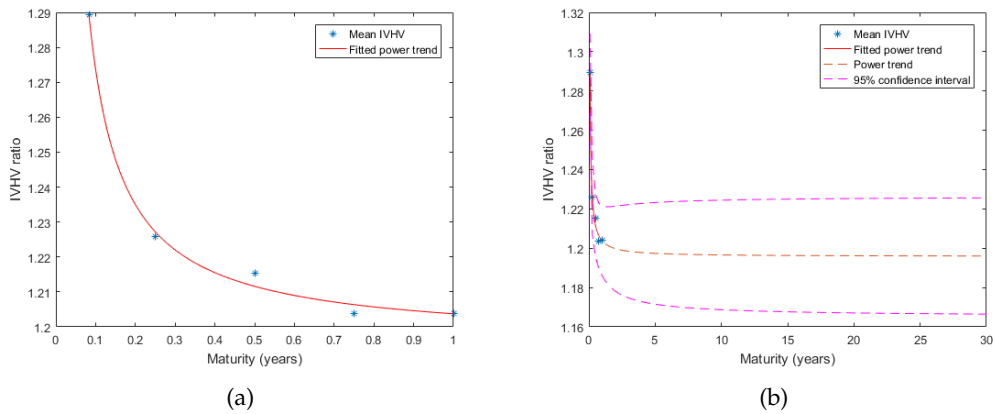 1.29
1.28
1.27
1.26
1.25
1.24
1.23
1.22
1.21
1.2
IVHV ratio
Mean IVHV
Fitted power trend
0 0.1 0.2 0.3 0.4 0.5 0.6 0.7 0.8 0.9 1
Maturity (years)
(a)
1.32
1.3
1.28
1.26
1.24
1.22
1.2
1.18
1.16
IVHV ratio
Mean IVHV
Fitted power trend
Power trend
95% confidence interval
0 5 10 15 20 25 30
Maturity (years)
(b)